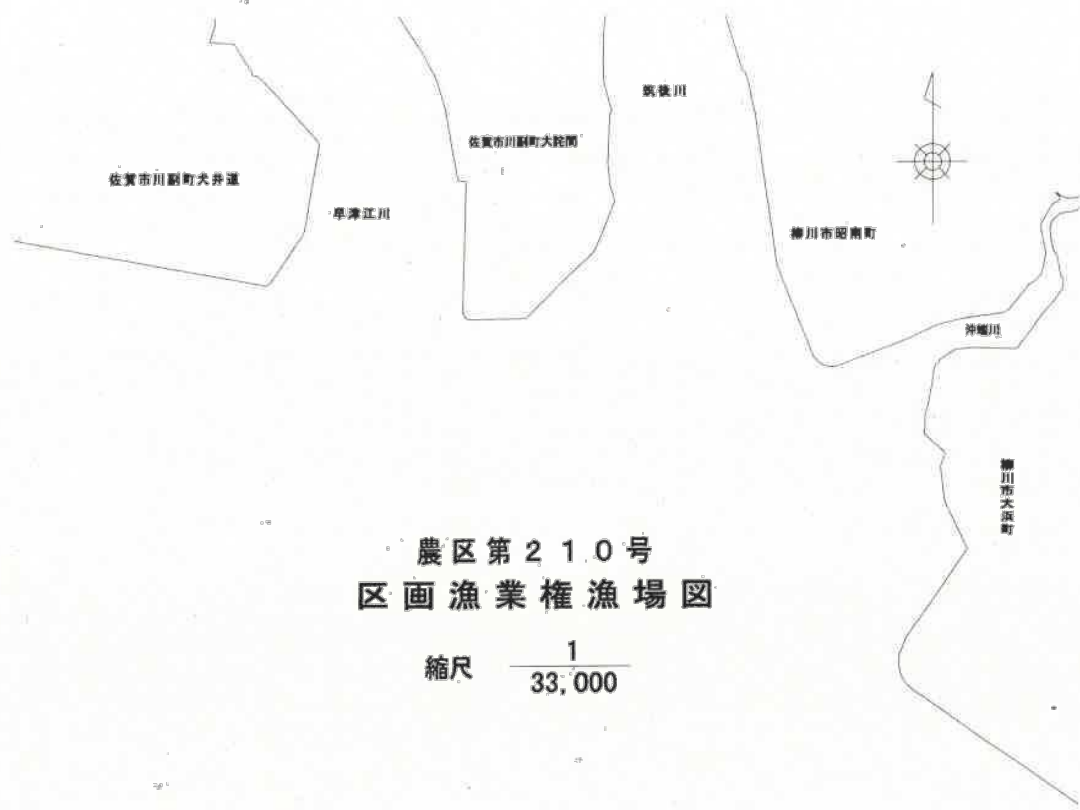 筑後川
佐賀市川副町大詫間
佐賀市川副町犬井道
早津江川
柳川市昭南町
沖端川
柳川市大浜町
農区第２１０号
区画漁業権漁場図
縮尺 1/33,000